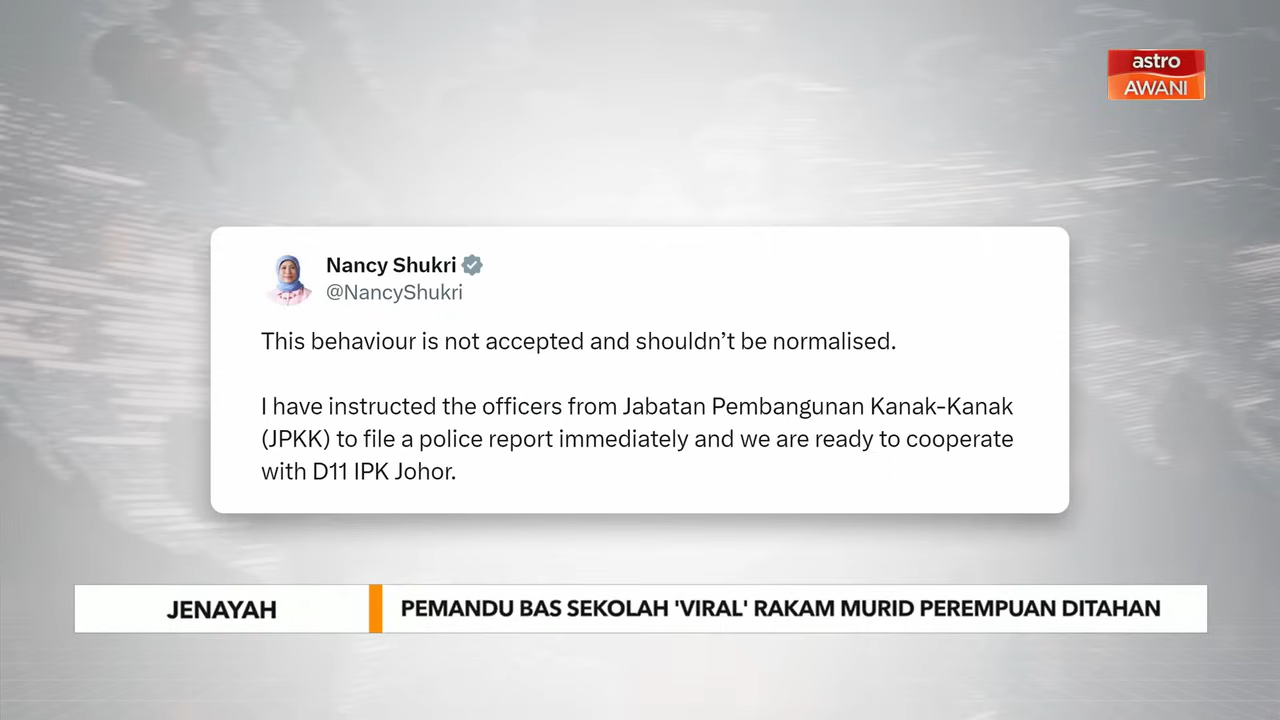 astro
AWANI
Nancy Shukri
@NancyShukri
This behaviour is not accepted and shouldn’t be normalised.
I have instructed the officers from Jabatan Pembangunan Kanak-Kanak
(JPKK) to file a police report immediately and we are ready to cooperate
with D11 IPK Johor.
JENAYAH
PEMANDU BAS SEKOLAH 'VIRAL' RAKAM MURID PEREMPUAN DITAHAN